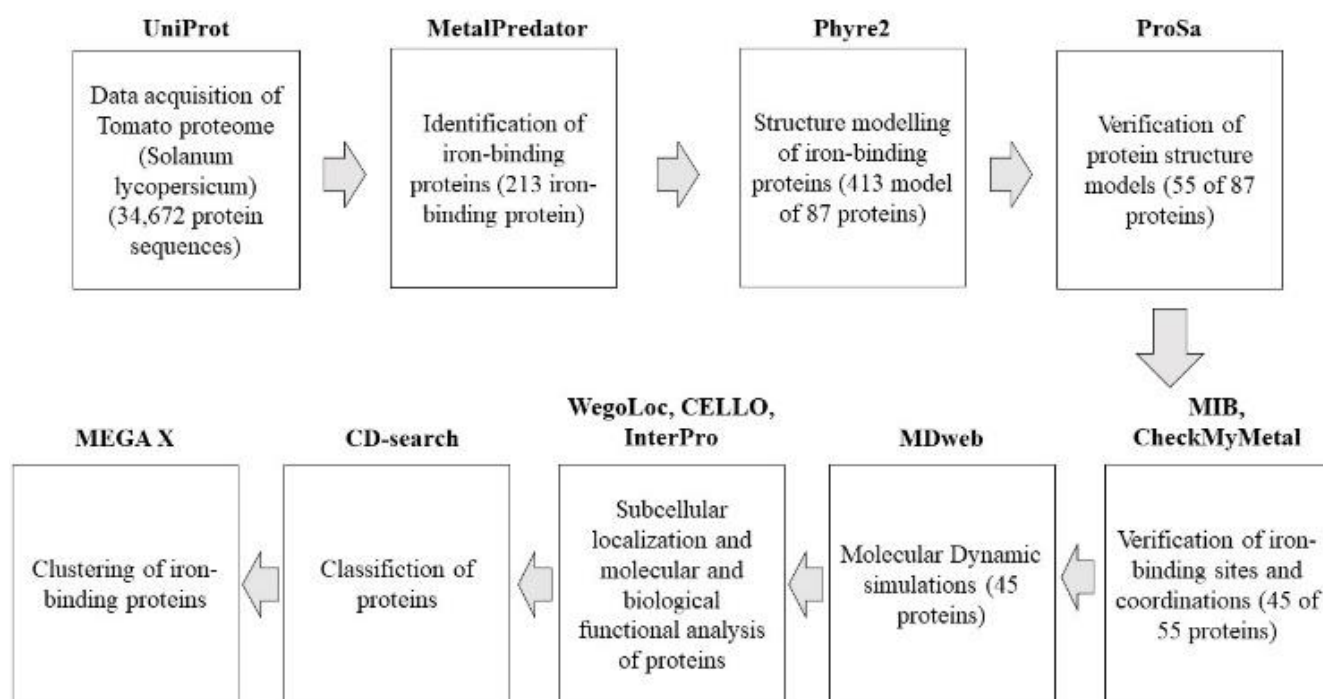 UniProt
Data acquisition of
Tomato proteome
(Solanum
lycopersicum)
(34,672 protein
sequences)
MetalPredator
Identification of
iron-binding
proteins (213 iron-
binding protein)
Phyre2
Structure modelling
of iron-binding
proteins (413 model
of 87 proteins)
ProSa
Verification of
protein structure
models (55 of 87
proteins)
MIB,
CheckMyMetal
Verification of iron-
binding sites and
coordinations (45 of
55 proteins)
MDweb
Molecular Dynamic
simulations (45
proteins)
WegoLoc, CELLO,
InterPro
Subcellular
localization and
molecular and
biological
functional analysis
of proteins
CD-search
Classifiction of
proteins
MEGA X
Clustering of iron-
binding proteins